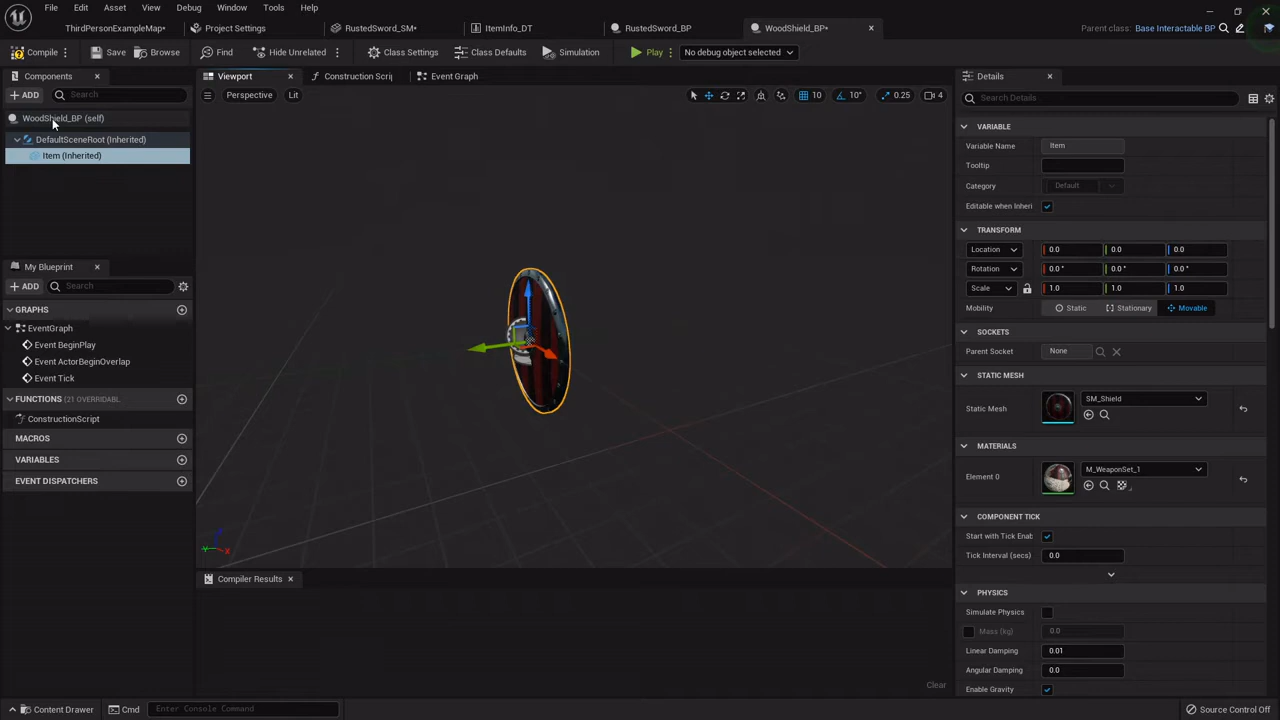 File Edit Asset View Debug Window Tools Help
ThirdPersonExampleMap* Project Settings RustedSword_SM* ItemInfo_DT RustedSword_BP WoodShield_BP* Parent class: Base Interactable BP
Compile Save Browse Find Hide Unrelated Class Settings Class Defaults Simulation Play No debug object selected
Components Viewport Construction Scrip Event Graph Details
ADD Search Perspective Lit 10 10° 0.25 4 Search Details
WoodShield_BP (self)
DefaultSceneRoot (Inherited)
Item (Inherited)
My Blueprint
ADD Search
GRAPHS
EventGraph
Event BeginPlay
Event ActorBeginOverlap
Event Tick
FUNCTIONS (21 OVERRIDABL
ConstructionScript
MACROS
VARIABLES
EVENT DISPATCHERS
Z
Y X
Compiler Results
Clear
VARIABLE
Variable Name Item
Tooltip
Category Default
Editable when Inheri
TRANSFORM
Location 0.0 0.0 0.0
Rotation 0.0 ° 0.0 ° 0.0 °
Scale 1.0 1.0 1.0
Mobility Static Stationary Movable
SOCKETS
Parent Socket None
STATIC MESH
Static Mesh SM_Shield
MATERIALS
Element 0 M_WeaponSet_1
COMPONENT TICK
Start with Tick Enab
Tick Interval (secs) 0.0
PHYSICS
Simulate Physics
Mass (kg) 0.0
Linear Damping 0.01
Angular Damping 0.0
Enable Gravity
Content Drawer Cmd Enter Console Command Source Control Off